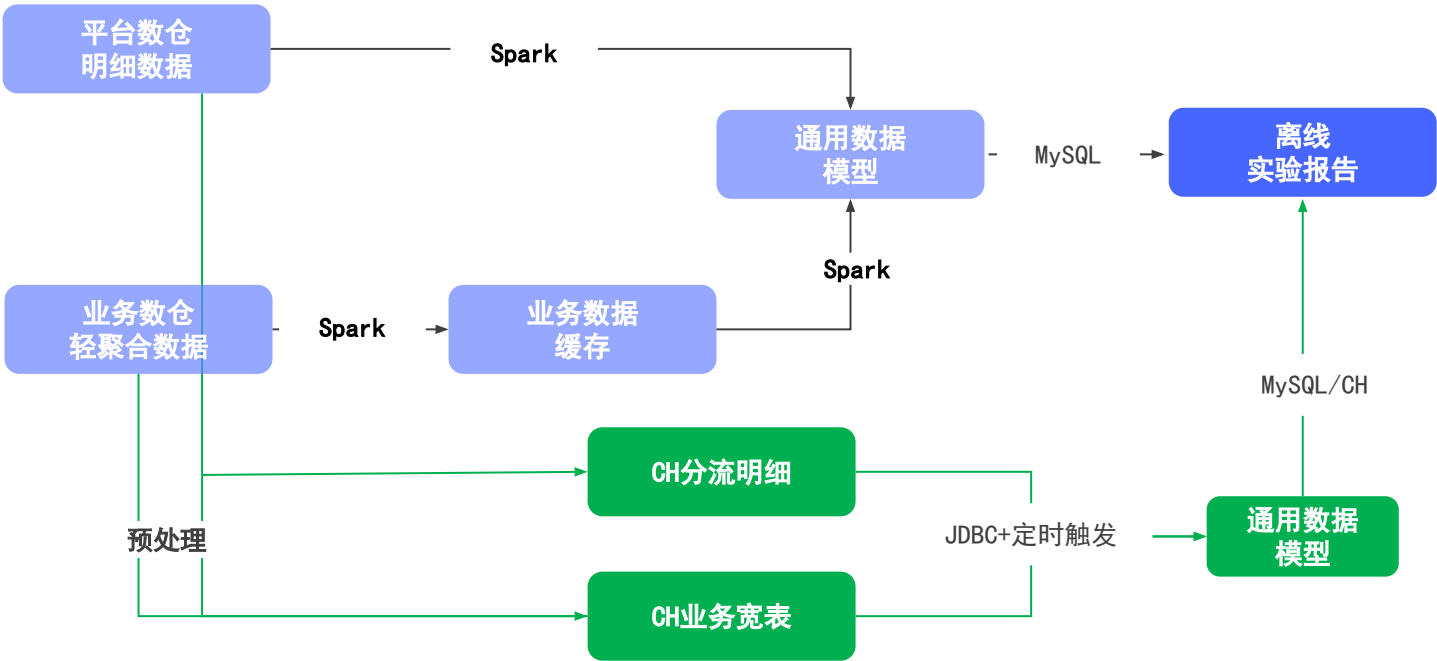 平台数仓
明细数据
Spark
通用数据
模型
MySQL
离线
实验报告
Spark
业务数仓
轻聚合数据
Spark
业务数据
缓存
MySQL/CH
CH分流明细
预处理
JDBC+定时触发
通用数据
模型
CH业务宽表